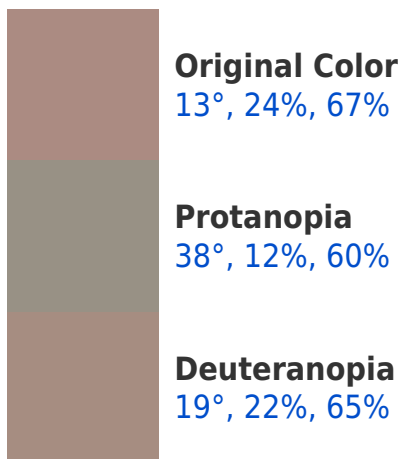 Original Color
13°, 24%, 67%
Protanopia
38°, 12%, 60%
Deuteranopia
19°, 22%, 65%